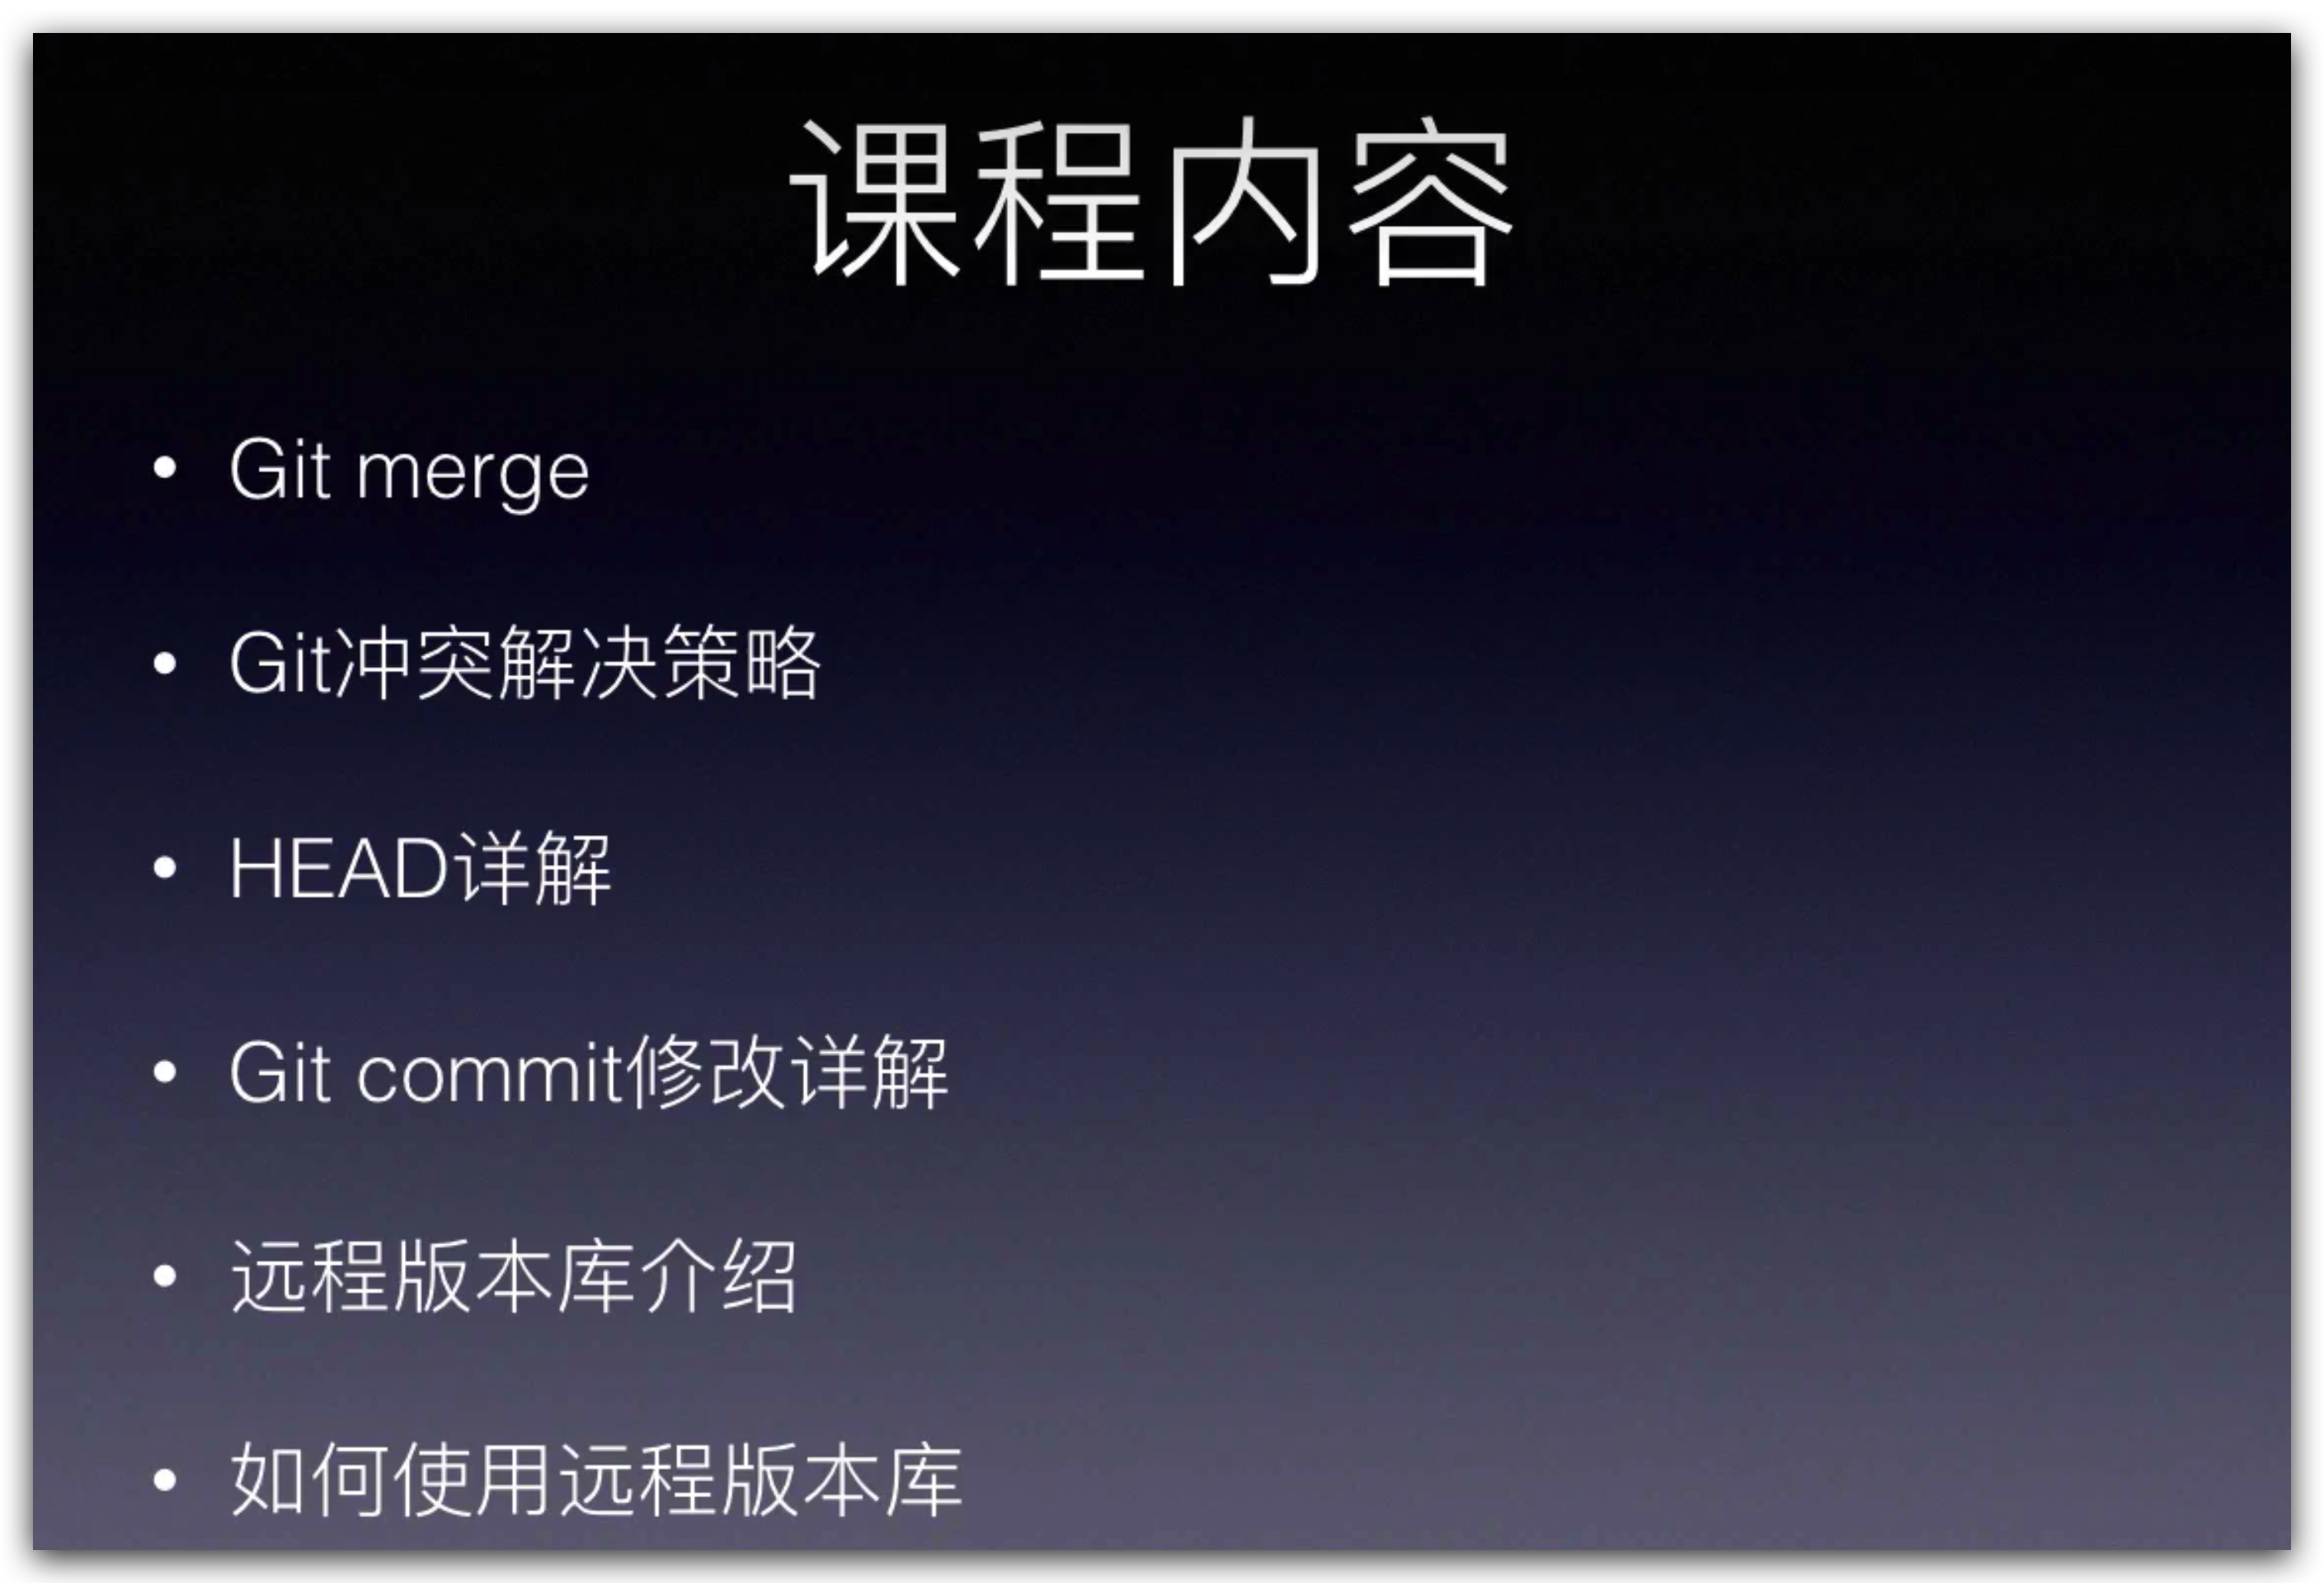 课程内容
• Git merge
• Git冲突解决策略
• HEAD详解
• Git commit修改详解
• 远程版本库介绍
• 如何使用远程版本库